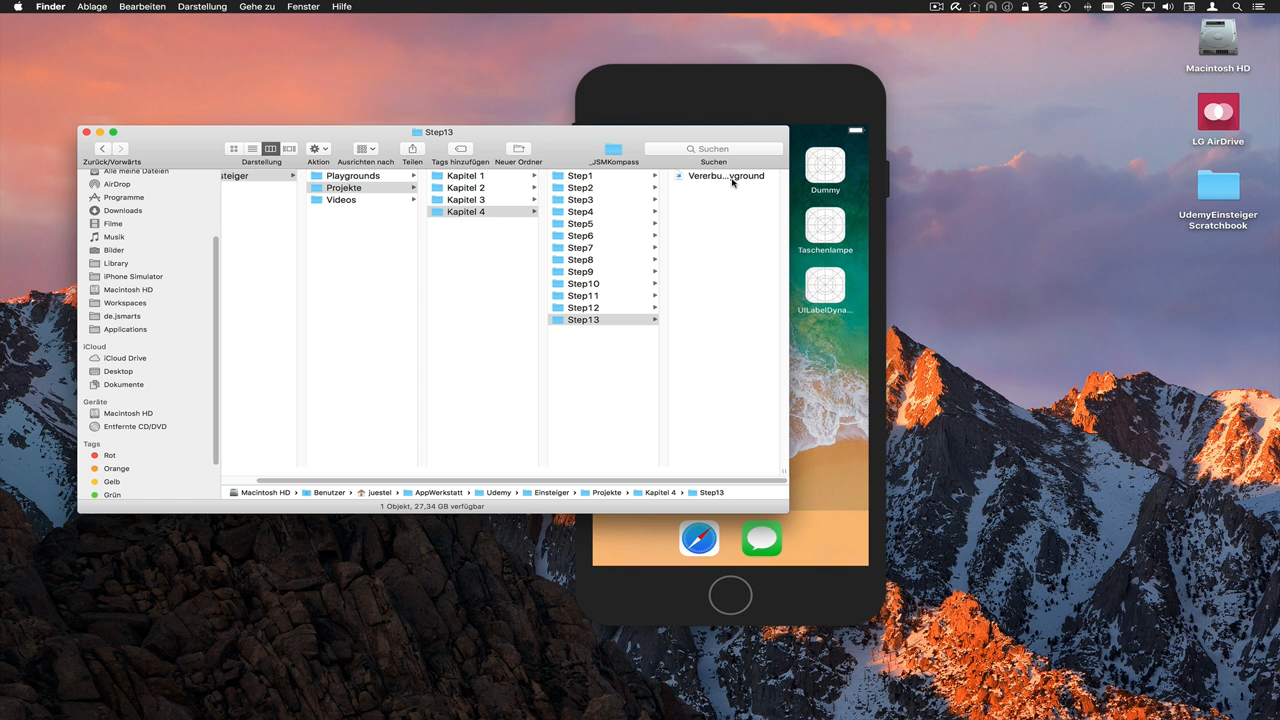 Finder Ablage Bearbeiten Darstellung Gehe zu Fenster Hilfe
Macintosh HD
LG AirDrive
UdemyEinsteiger
Scratchbook
Step13
Suchen
Zurück/Vorwärts Darstellung Aktion Ausrichten nach Teilen Tags hinzufügen Neuer Ordner _JSMKompass Suchen
Alle meine Dateien
AirDrop
Programme
Downloads
Filme
Musik
Bilder
Library
iPhone Simulator
Macintosh HD
Workspaces
de.jsmarts
Applications
iCloud
iCloud Drive
Desktop
Dokumente
Geräte
Macintosh HD
Entfernte CD/DVD
Tags
Rot
Orange
Gelb
Grün
steiger
Playgrounds
Projekte
Videos
Kapitel 1
Kapitel 2
Kapitel 3
Kapitel 4
Step1
Step2
Step3
Step4
Step5
Step6
Step7
Step8
Step9
Step10
Step11
Step12
Step13
Vererbu...yground
Macintosh HD Benutzer juestel AppWerkstatt Udemy Einsteiger Projekte Kapitel 4 Step13
1 Objekt, 27,34 GB verfügbar
Dummy
Taschenlampe
UILabelDyna...